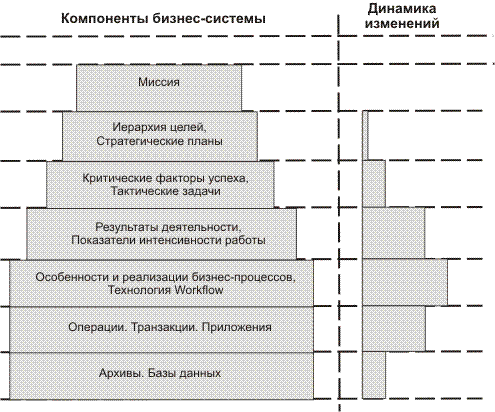 Компоненты бизнес-системы
Динамика
изменений
Миссия
Иерархия целей,
Стратегические планы
Критические факторы успеха,
Тактические задачи
Результаты деятельности,
Показатели интенсивности работы
Особенности и реализации бизнес-процессов,
Технология Workflow
Операции. Транзакции. Приложения
Архивы. Базы данных